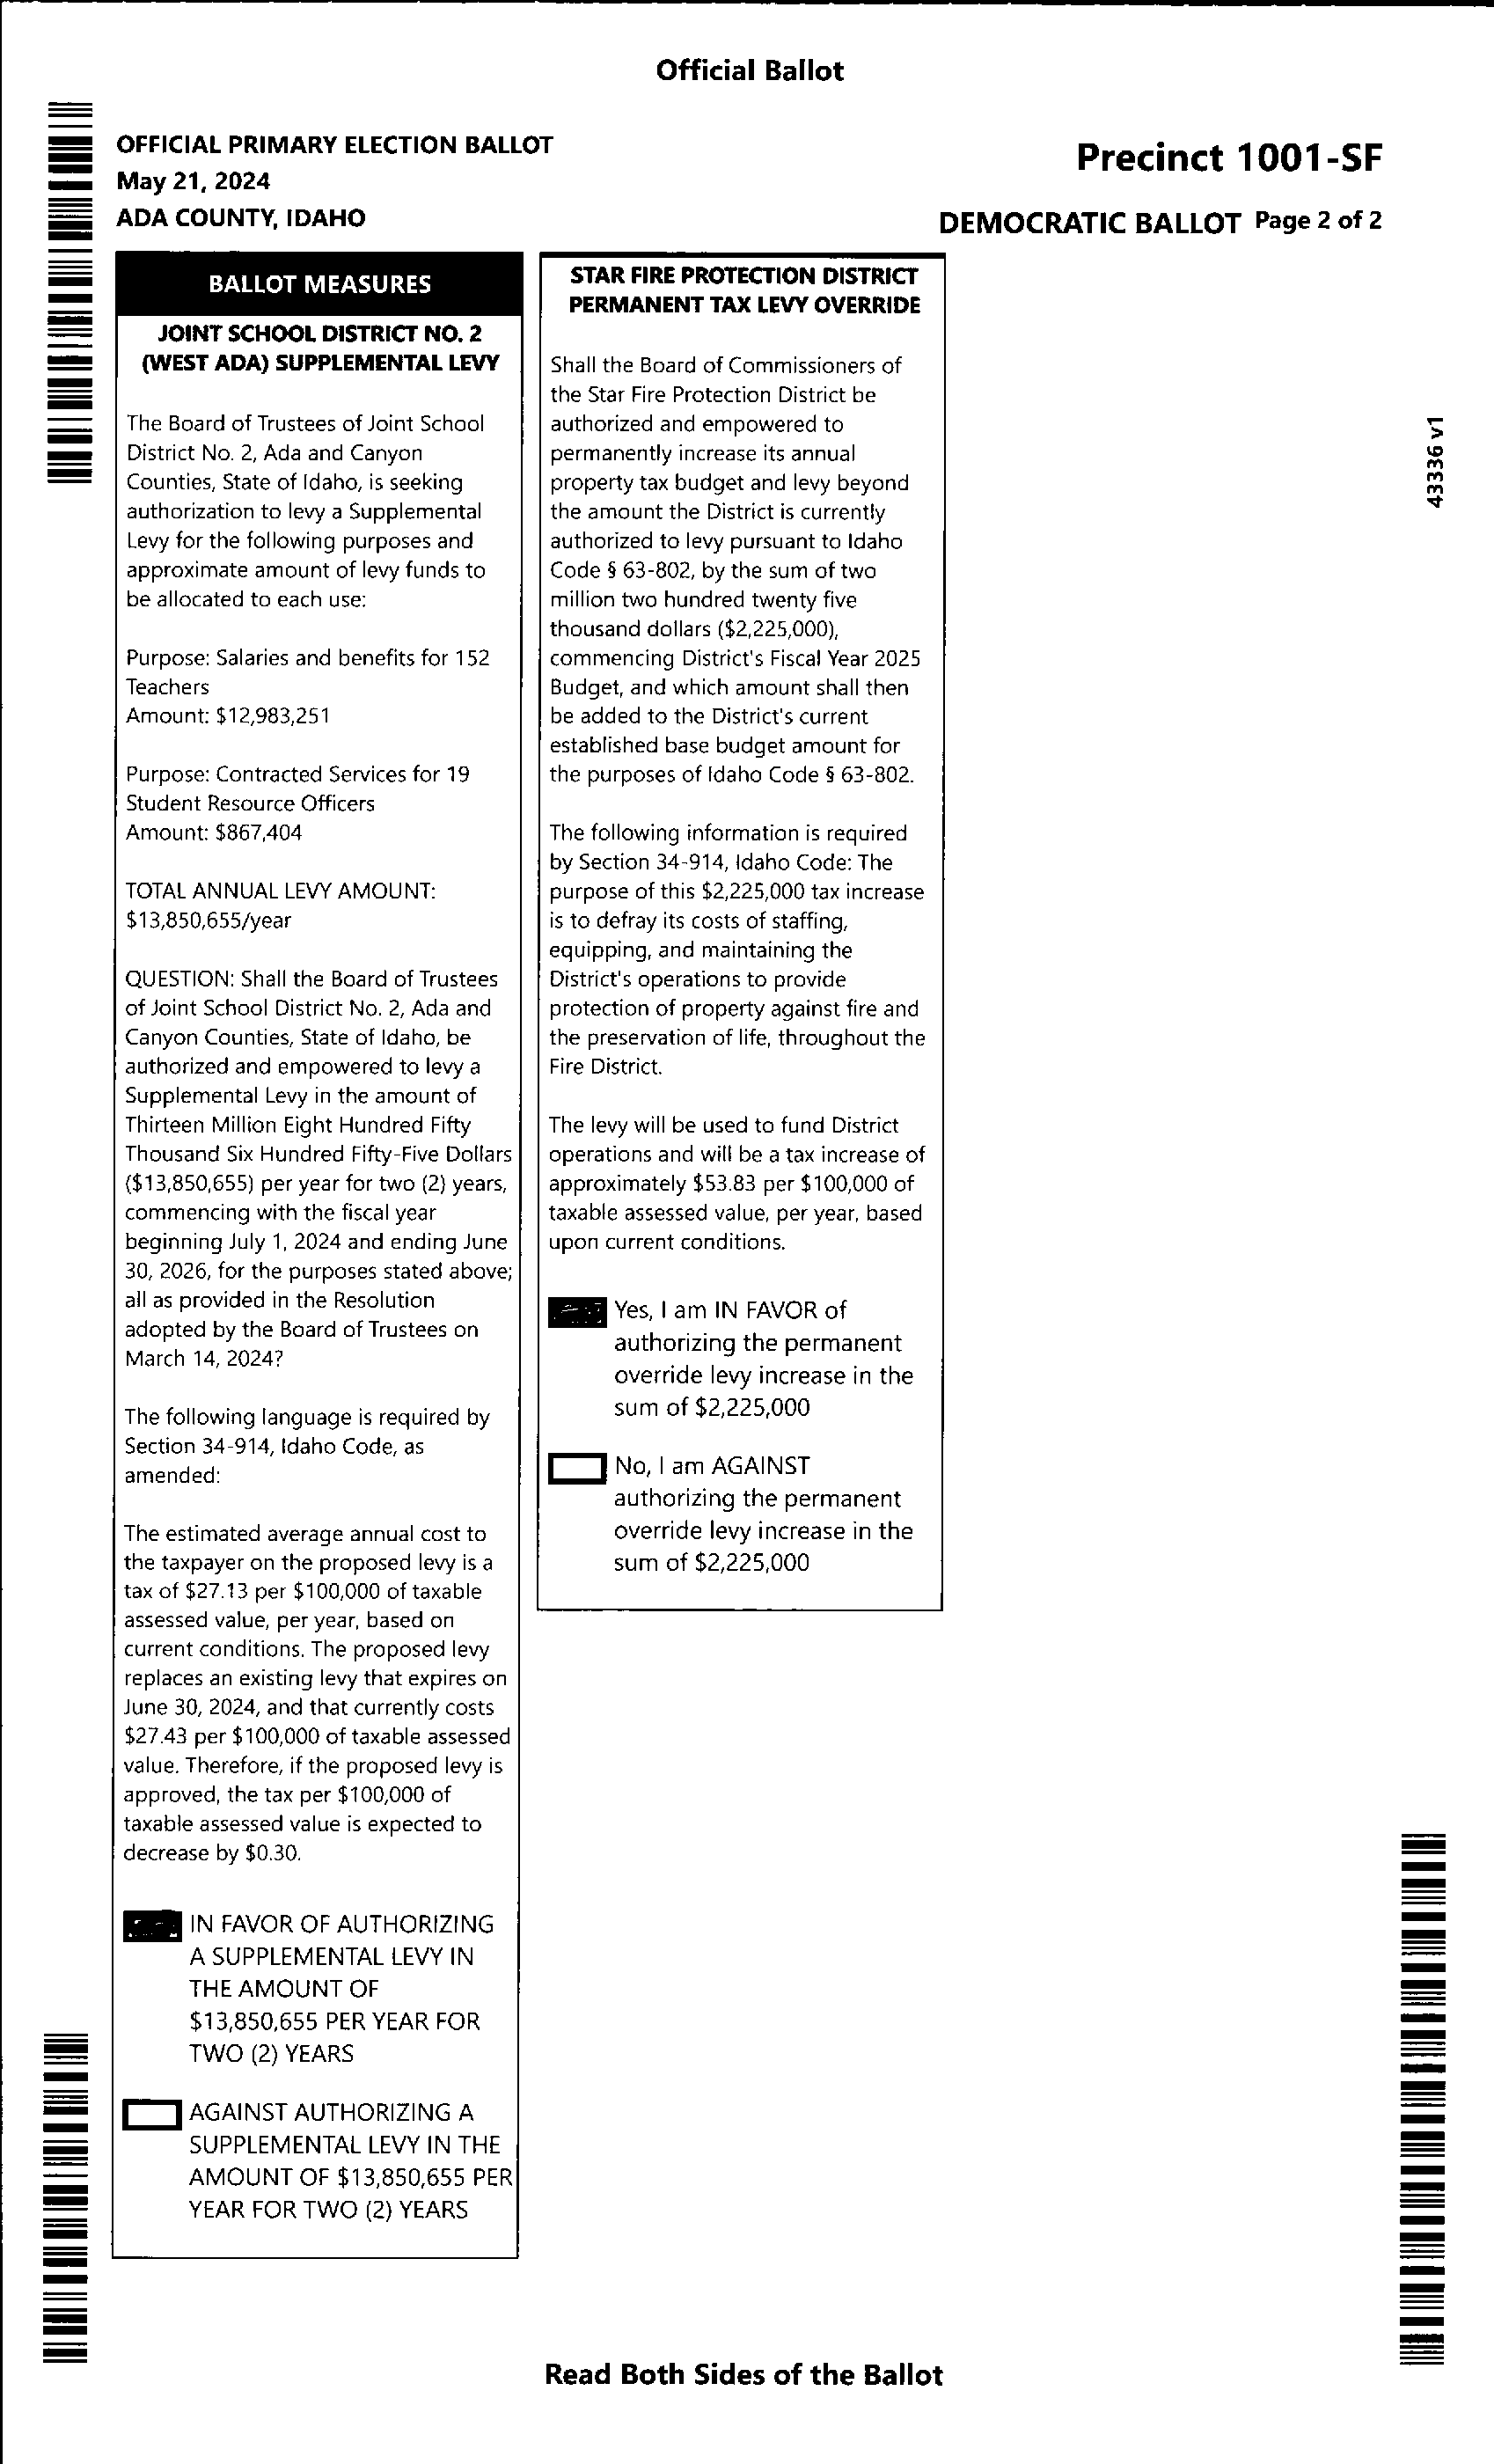 Official Ballot
OFFICIAL PRIMARY ELECTION BALLOT
May 21, 2024
ADA COUNTY, IDAHO
Precinct 1001-SF
DEMOCRATIC BALLOT Page 2 of 2
BALLOT MEASURES
JOINT SCHOOL DISTRICT NO. 2
(WEST ADA) SUPPLEMENTAL LEVY
The Board of Trustees of Joint School
District No. 2, Ada and Canyon
Counties, State of Idaho, is seeking
authorization to levy a Supplemental
Levy for the following purposes and
approximate amount of levy funds to
be allocated to each use:
Purpose: Salaries and benefits for 152
Teachers
Amount: $12,983,251
Purpose: Contracted Services for 19
Student Resource Officers
Amount: $867,404
TOTAL ANNUAL LEVY AMOUNT:
$13,850,655/year
QUESTION: Shall the Board of Trustees
of Joint School District No. 2, Ada and
Canyon Counties, State of Idaho, be
authorized and empowered to levy a
Supplemental Levy in the amount of
Thirteen Million Eight Hundred Fifty
Thousand Six Hundred Fifty-Five Dollars
($13,850,655) per year for two (2) years,
commencing with the fiscal year
beginning July 1, 2024 and ending June
30, 2026, for the purposes stated above;
all as provided in the Resolution
adopted by the Board of Trustees on
March 14, 2024?
The following language is required by
Section 34-914, Idaho Code, as
amended:
The estimated average annual cost to
the taxpayer on the proposed levy is a
tax of $27.13 per $100,000 of taxable
assessed value, per year, based on
current conditions. The proposed levy
replaces an existing levy that expires on
June 30, 2024, and that currently costs
$27.43 per $100,000 of taxable assessed
value. Therefore, if the proposed levy is
approved, the tax per $100,000 of
taxable assessed value is expected to
decrease by $0.30.
IN FAVOR OF AUTHORIZING
A SUPPLEMENTAL LEVY IN
THE AMOUNT OF
$13,850,655 PER YEAR FOR
TWO (2) YEARS
AGAINST AUTHORIZING A
SUPPLEMENTAL LEVY IN THE
AMOUNT OF $13,850,655 PER
YEAR FOR TWO (2) YEARS
STAR FIRE PROTECTION DISTRICT
PERMANENT TAX LEVY OVERRIDE
Shall the Board of Commissioners of
the Star Fire Protection District be
authorized and empowered to
permanently increase its annual
property tax budget and levy beyond
the amount the District is currently
authorized to levy pursuant to Idaho
Code § 63-802, by the sum of two
million two hundred twenty five
thousand dollars ($2,225,000),
commencing District's Fiscal Year 2025
Budget, and which amount shall then
be added to the District's current
established base budget amount for
the purposes of Idaho Code § 63-802.
The following information is required
by Section 34-914, Idaho Code: The
purpose of this $2,225,000 tax increase
is to defray its costs of staffing,
equipping, and maintaining the
District's operations to provide
protection of property against fire and
the preservation of life, throughout the
Fire District.
The levy will be used to fund District
operations and will be a tax increase of
approximately $53.83 per $100,000 of
taxable assessed value, per year, based
upon current conditions.
Yes, I am IN FAVOR of
authorizing the permanent
override levy increase in the
sum of $2,225,000
No, I am AGAINST
authorizing the permanent
override levy increase in the
sum of $2,225,000
43336 v1
Read Both Sides of the Ballot